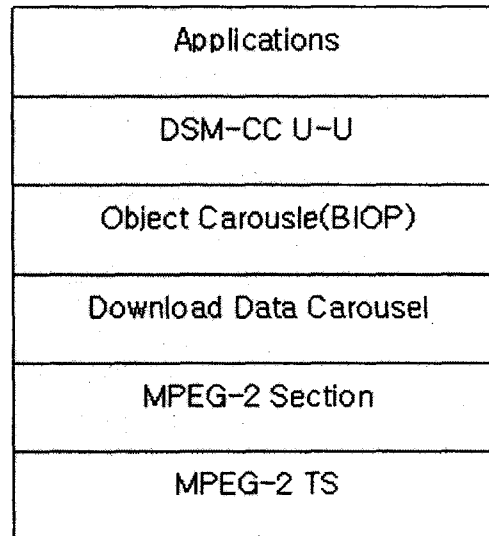 Applications
DSM-CC U-U
Object Carousle(BIOP)
Download Data Carousel
MPEG-2 Section
MPEG-2 TS